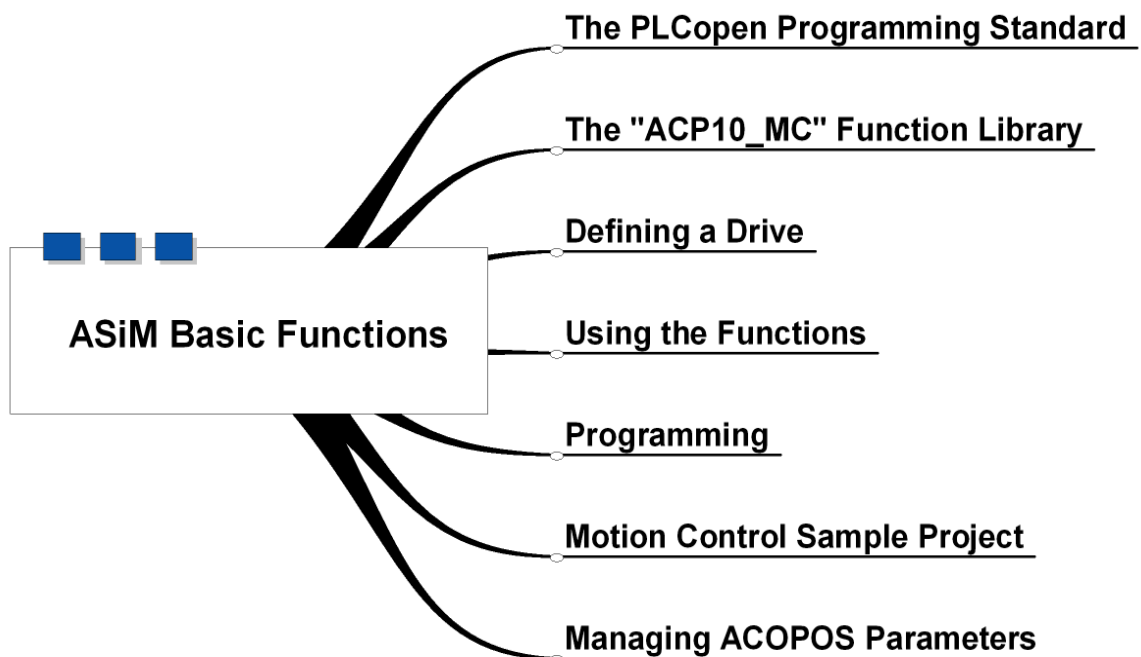 The PLCopen Programming Standard
The "ACP10_MC" Function Library
Defining a Drive
ASiM Basic Functions
Using the Functions
Programming
Motion Control Sample Project
Managing ACOPOS Parameters